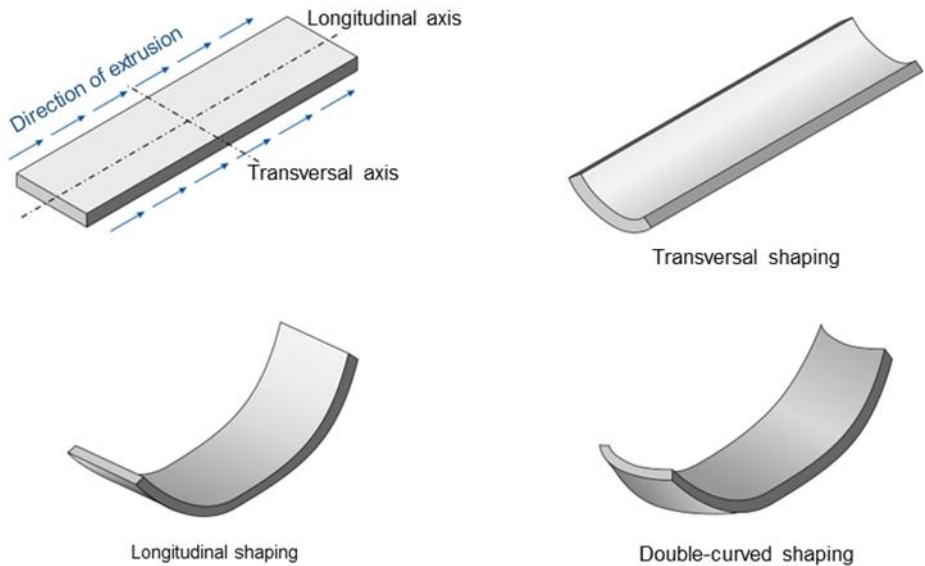 Longitudinal axis
Direction of extrusion
Transversal axis
Transversal shaping
Longitudinal shaping
Double-curved shaping